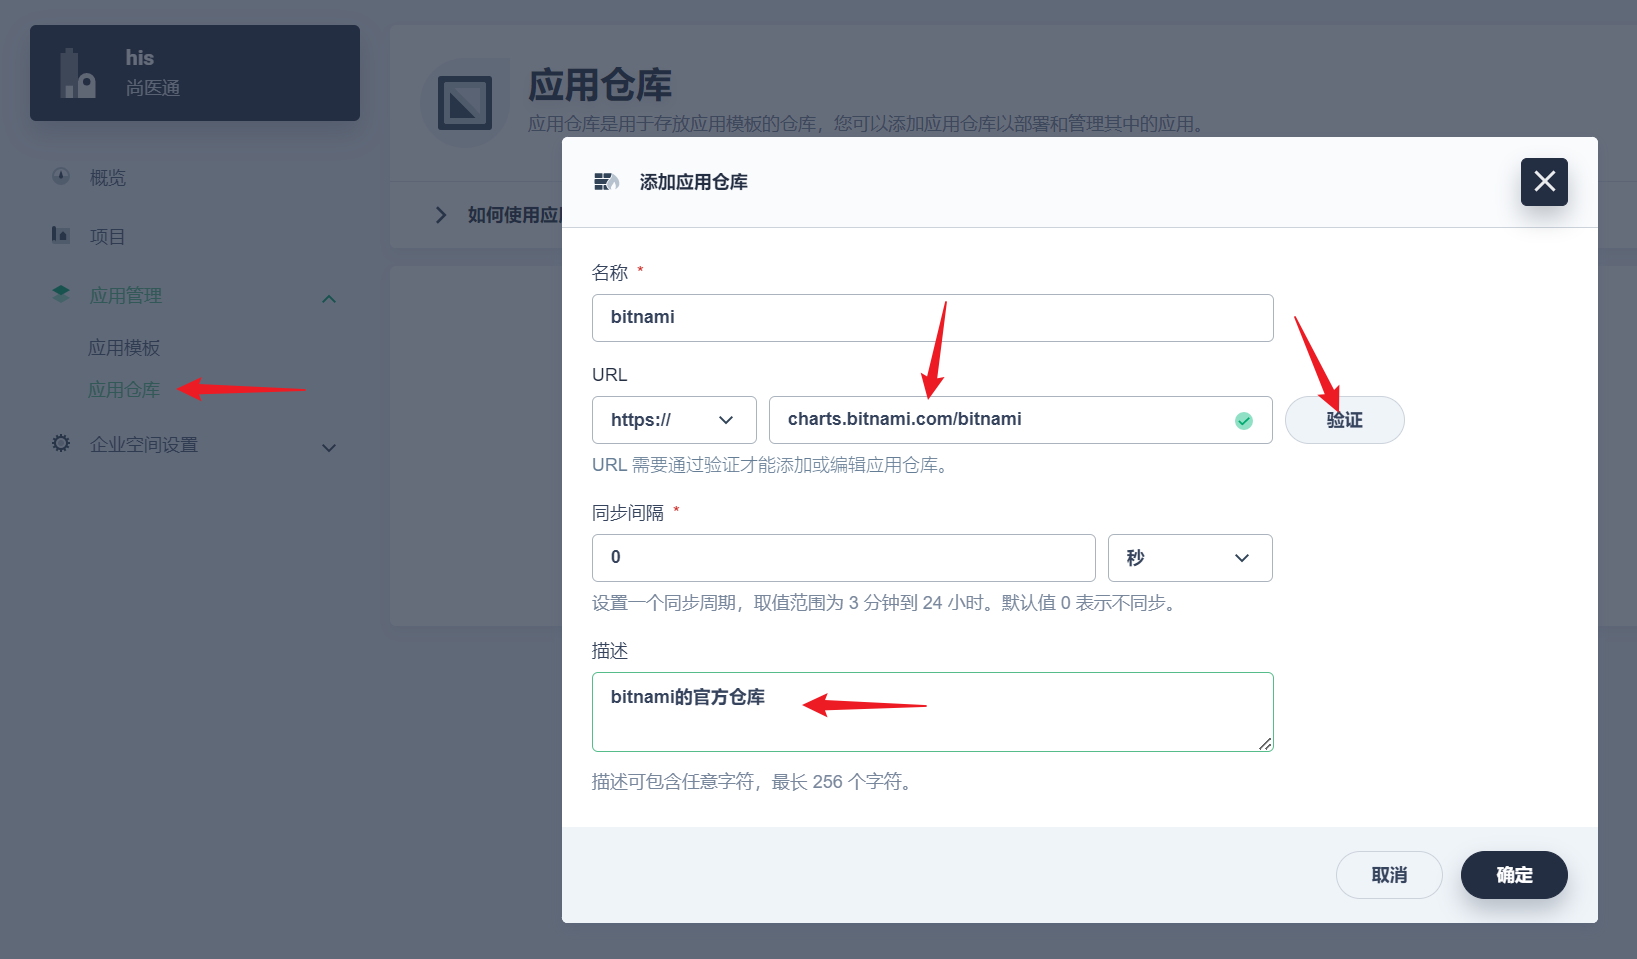 his
尚医通
概览
项目
应用管理
应用模板
应用仓库
企业空间设置
应用仓库
应用仓库是用于存放应用模板的仓库，您可以添加应用仓库以部署和管理其中的应用。
如何使用应
添加应用仓库
名称 *
bitnami
URL
https://
charts.bitnami.com/bitnami
验证
URL 需要通过验证才能添加或编辑应用仓库。
同步间隔 *
0
秒
设置一个同步周期，取值范围为 3 分钟到 24 小时。默认值 0 表示不同步。
描述
bitnami的官方仓库
描述可包含任意字符，最长 256 个字符。
取消
确定